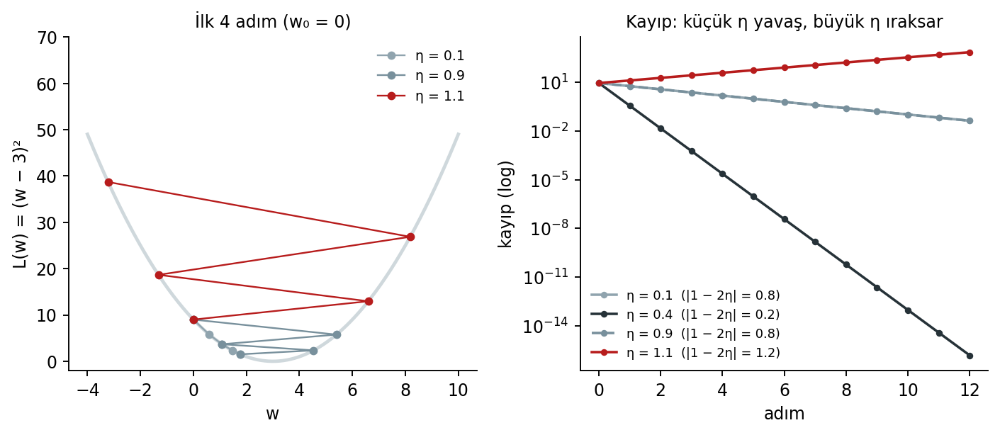 İlk 4 adım (w₀ = 0)
70
60
50
40
30
20
10
0
L(w) = (w − 3)²
−4 −2 0 2 4 6 8 10
w
η = 0.1
η = 0.9
η = 1.1
Kayıp: küçük η yavaş, büyük η ıraksar
10¹
10⁻²
10⁻⁵
10⁻⁸
10⁻¹¹
10⁻¹⁴
kayıp (log)
η = 0.1 (|1 − 2η| = 0.8)
η = 0.4 (|1 − 2η| = 0.2)
η = 0.9 (|1 − 2η| = 0.8)
η = 1.1 (|1 − 2η| = 1.2)
0 2 4 6 8 10 12
adım